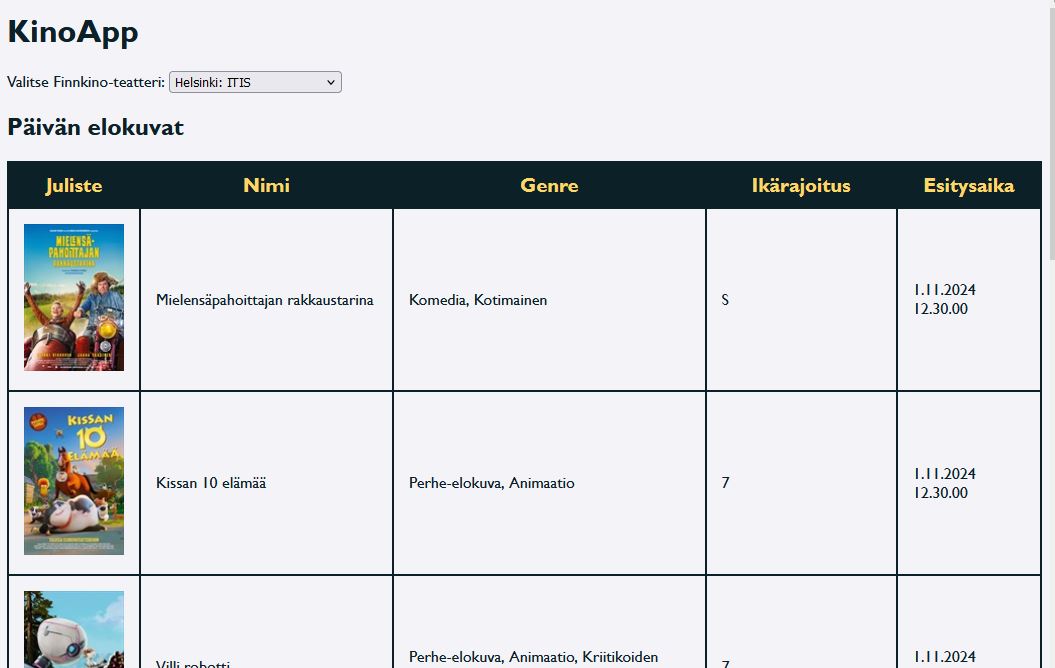 KinoApp
Valitse Finnkino-teatteri: Helsinki: ITIS
Päivän elokuvat
Juliste Nimi Genre Ikärajoitus Esitysaika
MIELENSÄ-
PAHOITTAJAN
RAKKAUSTARINA
Mielensäpahoittajan rakkaustarina Komedia, Kotimainen S 1.11.2024
12.30.00
KISSAN
10
ELÄMÄÄ
Kissan 10 elämää Perhe-elokuva, Animaatio 7 1.11.2024
12.30.00
Villi robotti Perhe-elokuva, Animaatio, Kriitikoiden 7 1.11.2024